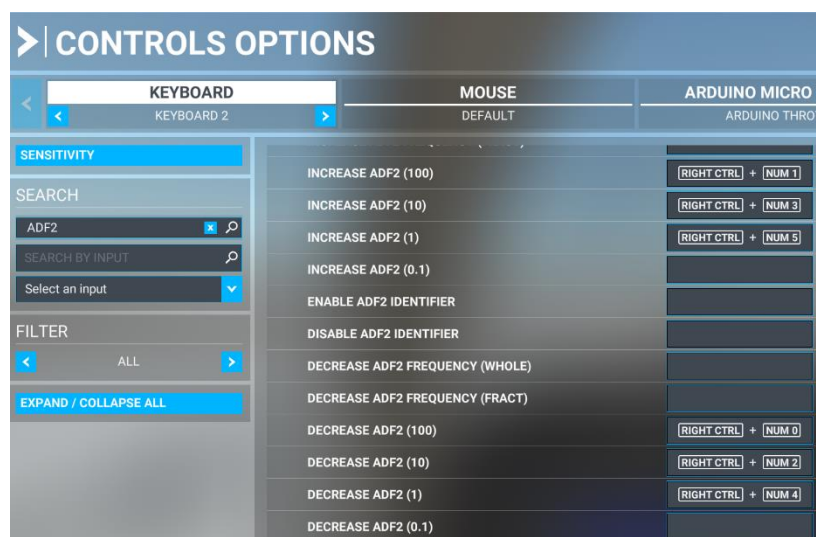 CONTROLS OPTIONS
KEYBOARD
KEYBOARD 2
MOUSE
DEFAULT
ARDUINO MICRO
ARDUINO THRO
SENSITIVITY
SEARCH
ADF2
SEARCH BY INPUT
Select an input
FILTER
ALL
EXPAND / COLLAPSE ALL
INCREASE ADF2 (100) RIGHT CTRL + NUM 1
INCREASE ADF2 (10) RIGHT CTRL + NUM 3
INCREASE ADF2 (1) RIGHT CTRL + NUM 5
INCREASE ADF2 (0.1)
ENABLE ADF2 IDENTIFIER
DISABLE ADF2 IDENTIFIER
DECREASE ADF2 FREQUENCY (WHOLE)
DECREASE ADF2 FREQUENCY (FRACT)
DECREASE ADF2 (100) RIGHT CTRL + NUM 0
DECREASE ADF2 (10) RIGHT CTRL + NUM 2
DECREASE ADF2 (1) RIGHT CTRL + NUM 4
DECREASE ADF2 (0.1)